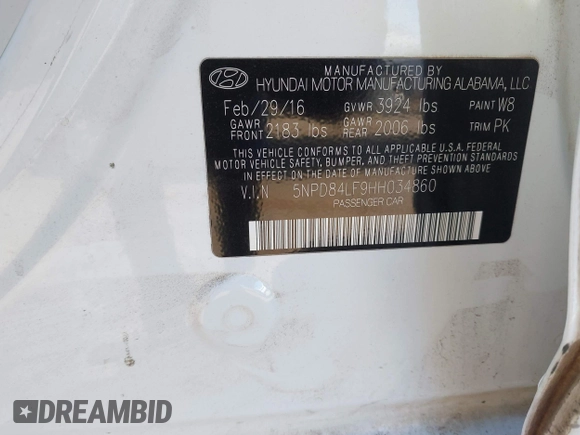 MANUFACTURED BY
HYUNDAI MOTOR MANUFACTURING ALABAMA, LLC
Feb/29/16 GVWR 3924 lbs PAINT W8
GAWR FRONT 2183 lbs GAWR REAR 2006 lbs TRIM PK
THIS VEHICLE CONFORMS TO ALL APPLICABLE U.S.A. FEDERAL
MOTOR VEHICLE SAFETY, BUMPER, AND THEFT PREVENTION STANDARDS
IN EFFECT ON THE DATE OF MANUFACTURE SHOWN ABOVE.
V.I.N 5NPD84LF9HH034860
PASSENGER CAR
DREAMBID